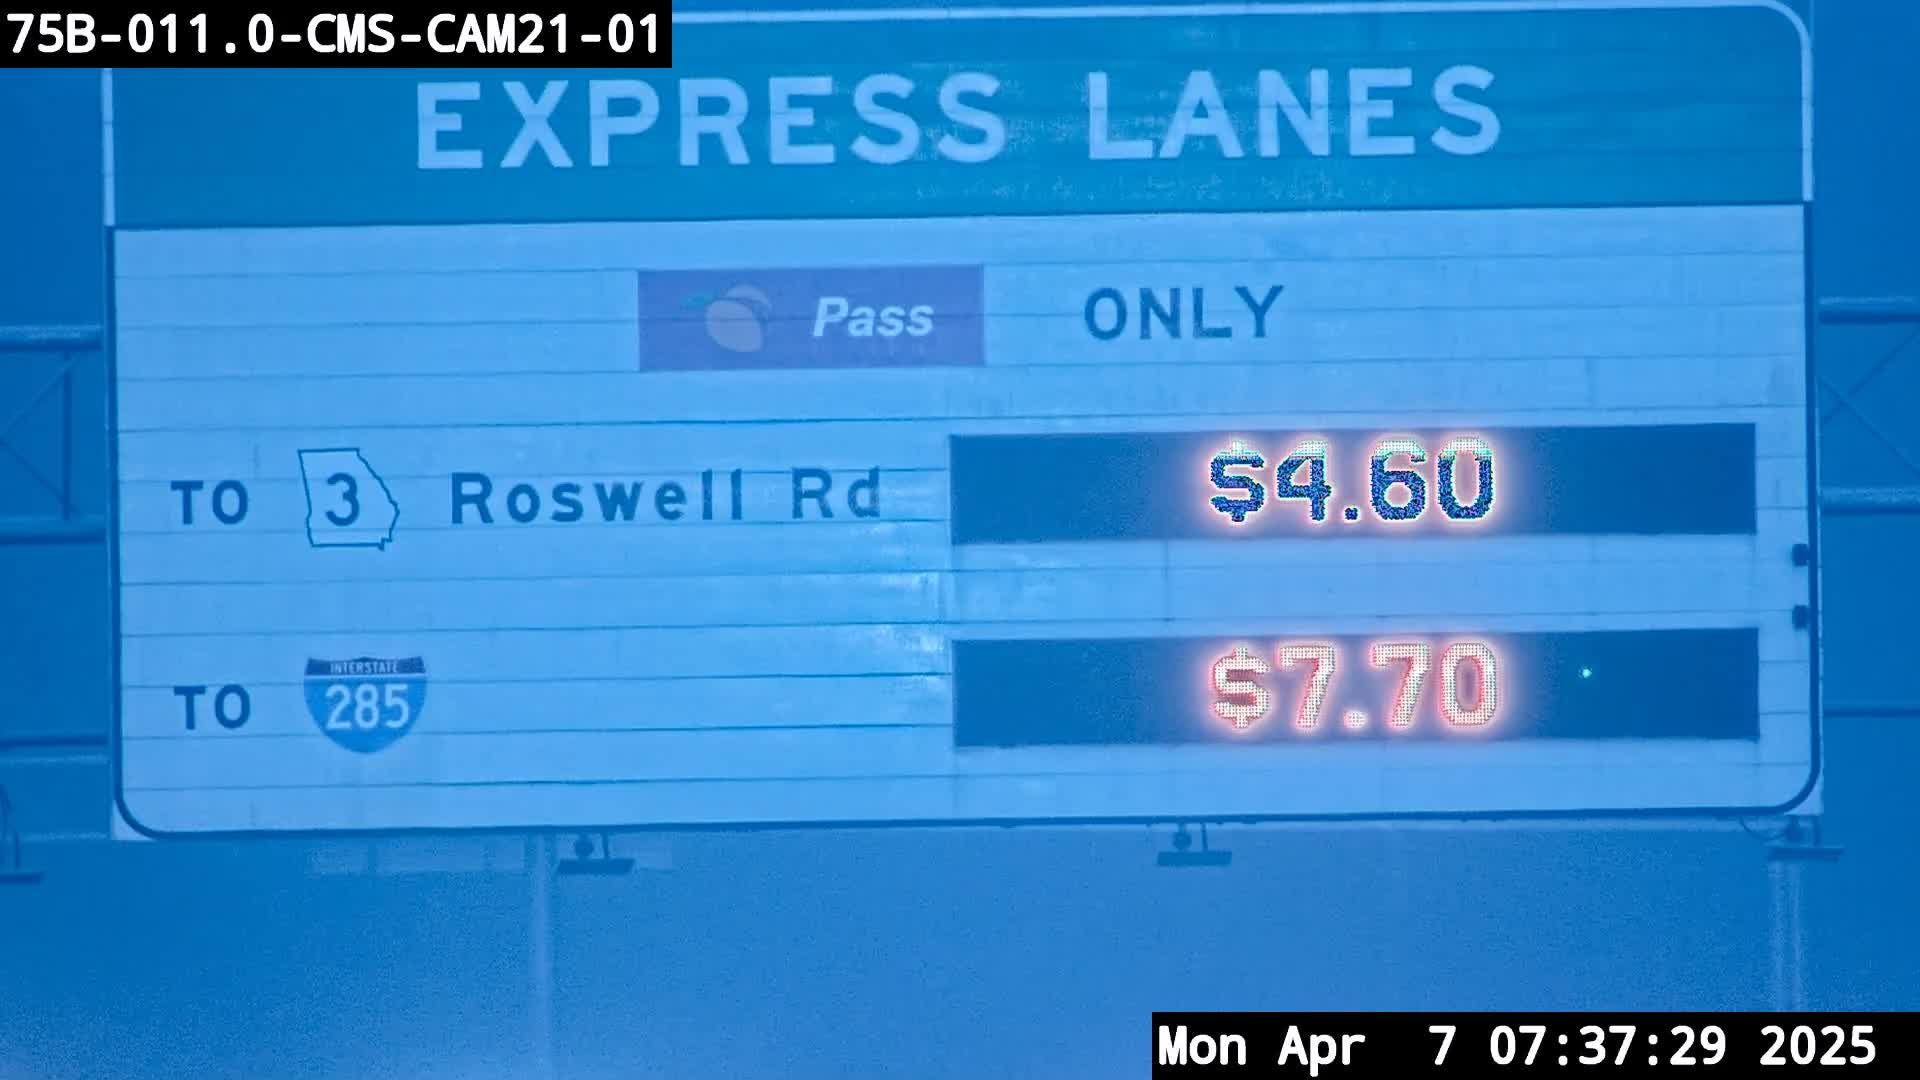 75B-011.0-CMS-CAM21-01
EXPRESS LANES
Pass ONLY
TO 3 Roswell Rd $4.60
INTERSTATE
TO 285 $7.70
Mon Apr 7 07:37:29 2025